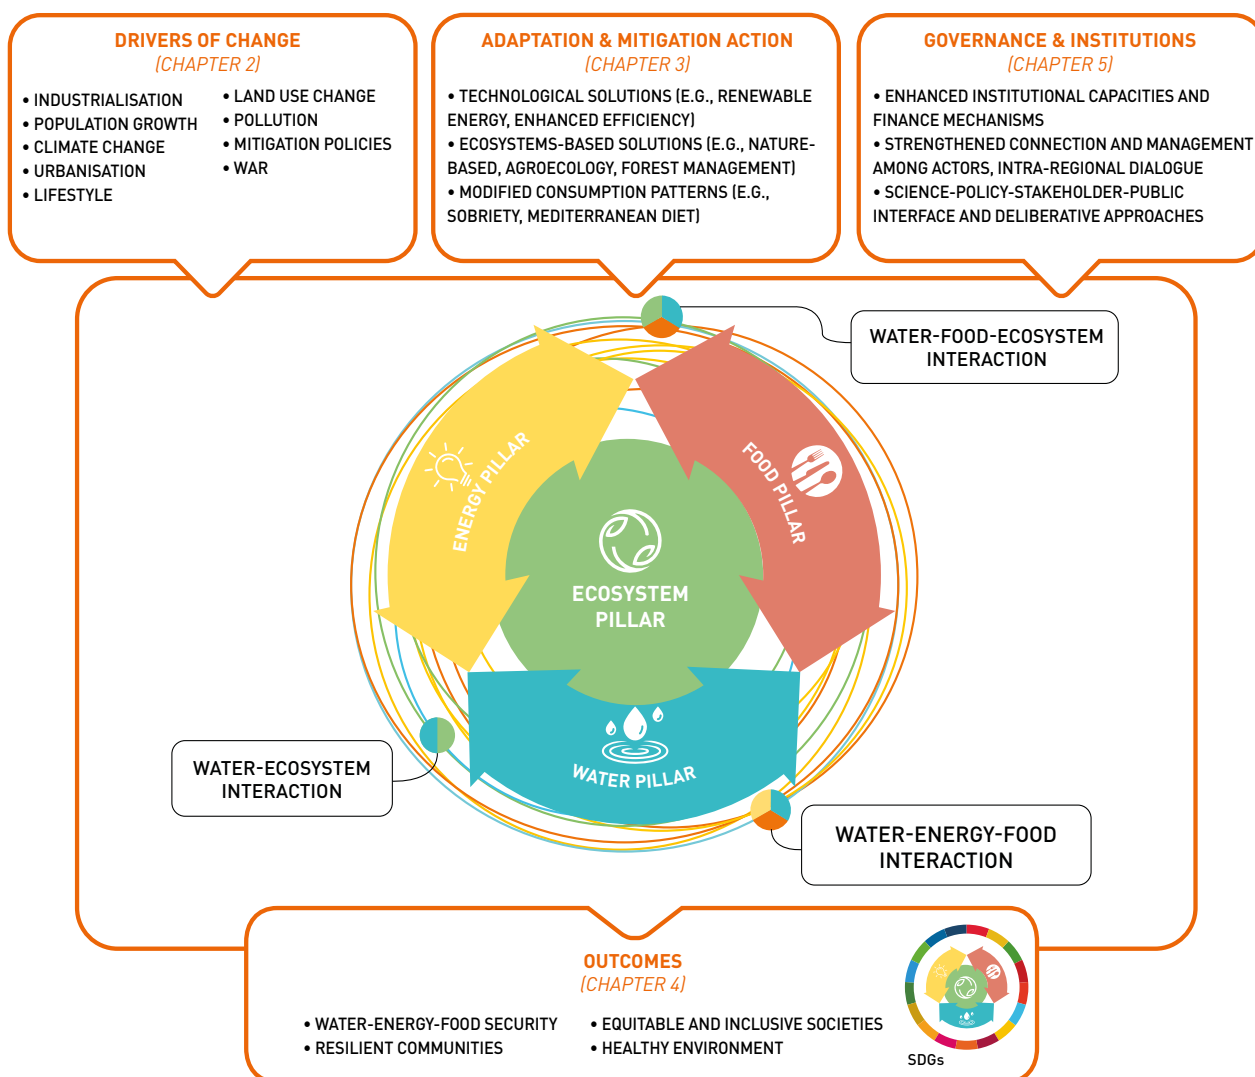 DRIVERS OF CHANGE
(CHAPTER 2)
• INDUSTRIALISATION
• POPULATION GROWTH
• CLIMATE CHANGE
• URBANISATION
• LIFESTYLE
• LAND USE CHANGE
• POLLUTION
• MITIGATION POLICIES
• WAR
ADAPTATION & MITIGATION ACTION
(CHAPTER 3)
• TECHNOLOGICAL SOLUTIONS (E.G., RENEWABLE
ENERGY, ENHANCED EFFICIENCY)
• ECOSYSTEMS-BASED SOLUTIONS (E.G., NATURE-
BASED, AGROECOLOGY, FOREST MANAGEMENT)
• MODIFIED CONSUMPTION PATTERNS (E.G.,
SOBRIETY, MEDITERRANEAN DIET)
GOVERNANCE & INSTITUTIONS
(CHAPTER 5)
• ENHANCED INSTITUTIONAL CAPACITIES AND
FINANCE MECHANISMS
• STRENGTHENED CONNECTION AND MANAGEMENT
AMONG ACTORS, INTRA-REGIONAL DIALOGUE
• SCIENCE-POLICY-STAKEHOLDER-PUBLIC
INTERFACE AND DELIBERATIVE APPROACHES
WATER-FOOD-ECOSYSTEM
INTERACTION
ENERGY PILLAR
FOOD PILLAR
ECOSYSTEM
PILLAR
WATER PILLAR
WATER-ECOSYSTEM
INTERACTION
WATER-ENERGY-FOOD
INTERACTION
OUTCOMES
(CHAPTER 4)
• WATER-ENERGY-FOOD SECURITY
• RESILIENT COMMUNITIES
• EQUITABLE AND INCLUSIVE SOCIETIES
• HEALTHY ENVIRONMENT
SDGs